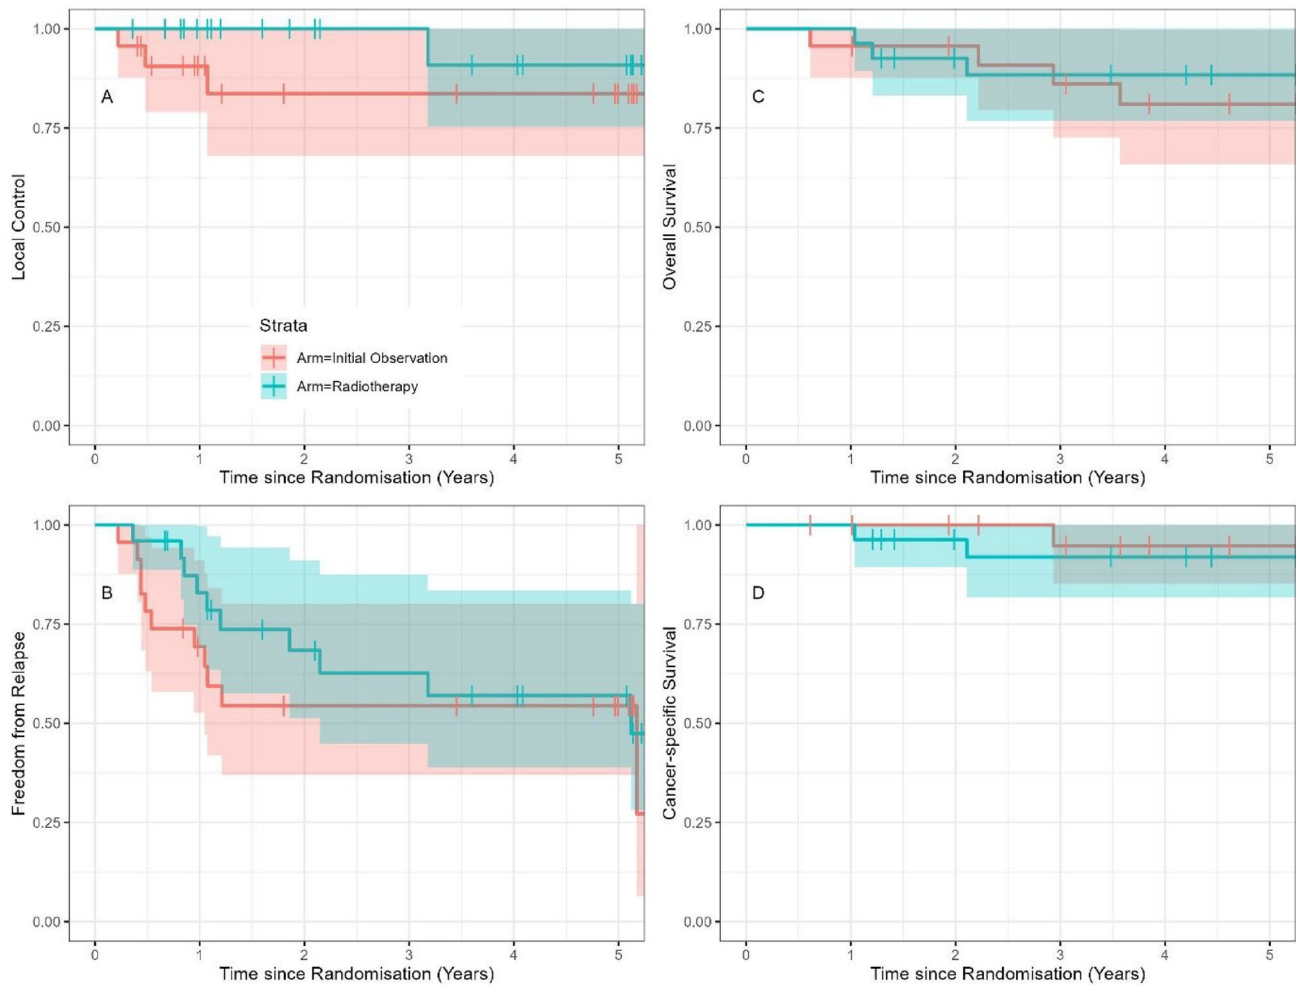 1.00
0.75
0.50
0.25
0.00
Local Control
A
Strata
Arm=Initial Observation
Arm=Radiotherapy
0 1 2 3 4 5
Time since Randomisation (Years)
1.00
0.75
0.50
0.25
0.00
Overall Survival
C
0 1 2 3 4 5
Time since Randomisation (Years)
1.00
0.75
0.50
0.25
0.00
Freedom from Relapse
B
0 1 2 3 4 5
Time since Randomisation (Years)
1.00
0.75
0.50
0.25
0.00
Cancer-specific Survival
D
0 1 2 3 4 5
Time since Randomisation (Years)